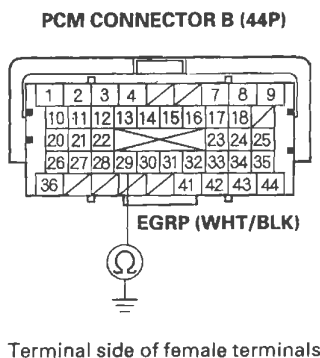 PCM CONNECTOR B (44P)
1 2 3 4 7 8 9
10 11 12 13 14 15 16 17 18
20 21 22 23 24 25
26 27 28 29 30 31 32 33 34 35
36 41 42 43 44
EGRP (WHT/BLK)
Ω
Terminal side of female terminals